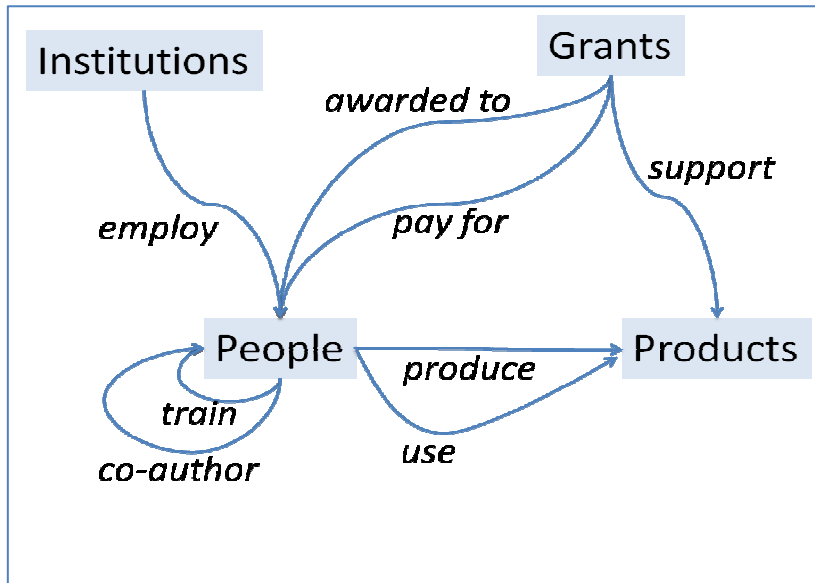 Institutions
Grants
awarded to
support
employ
pay for
People
Products
produce
train
use
co-author